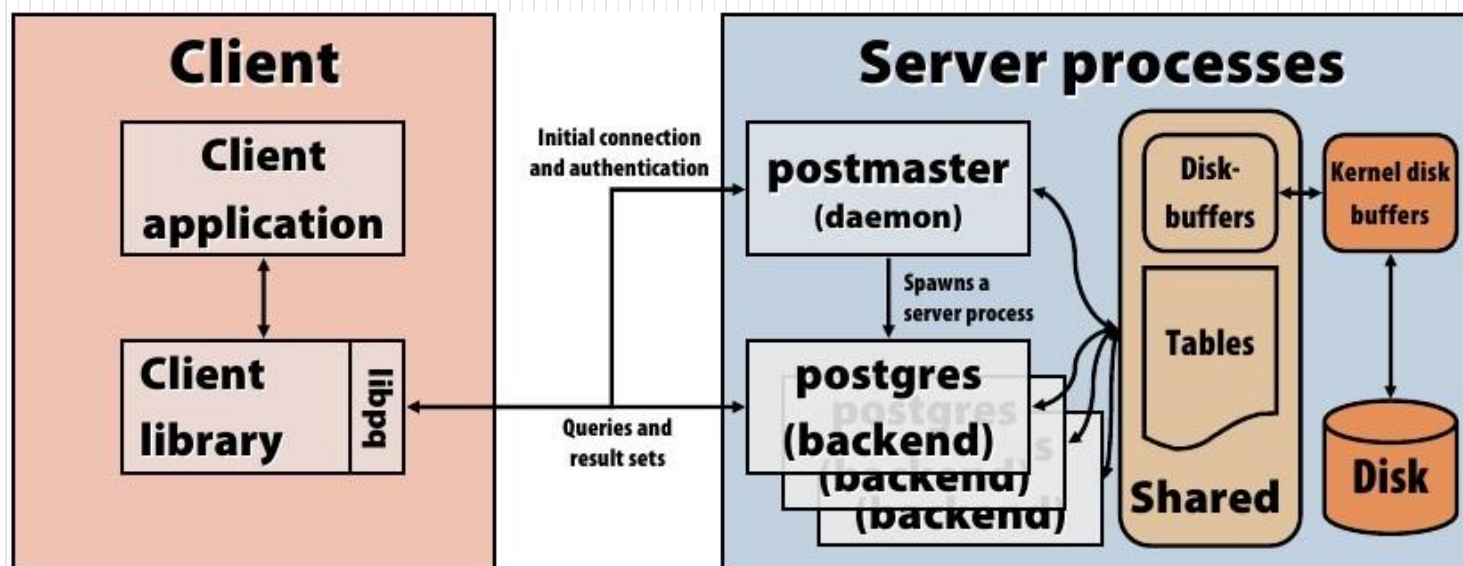 Client
Client
application
Client
library
libpq
Initial connection
and authentication
Queries and
result sets
Server processes
postmaster
(daemon)
Spawns a
server process
postgres
(backend)
postgres
(backend)
(backend)
Disk-
buffers
Tables
Shared
Kernel disk
buffers
Disk